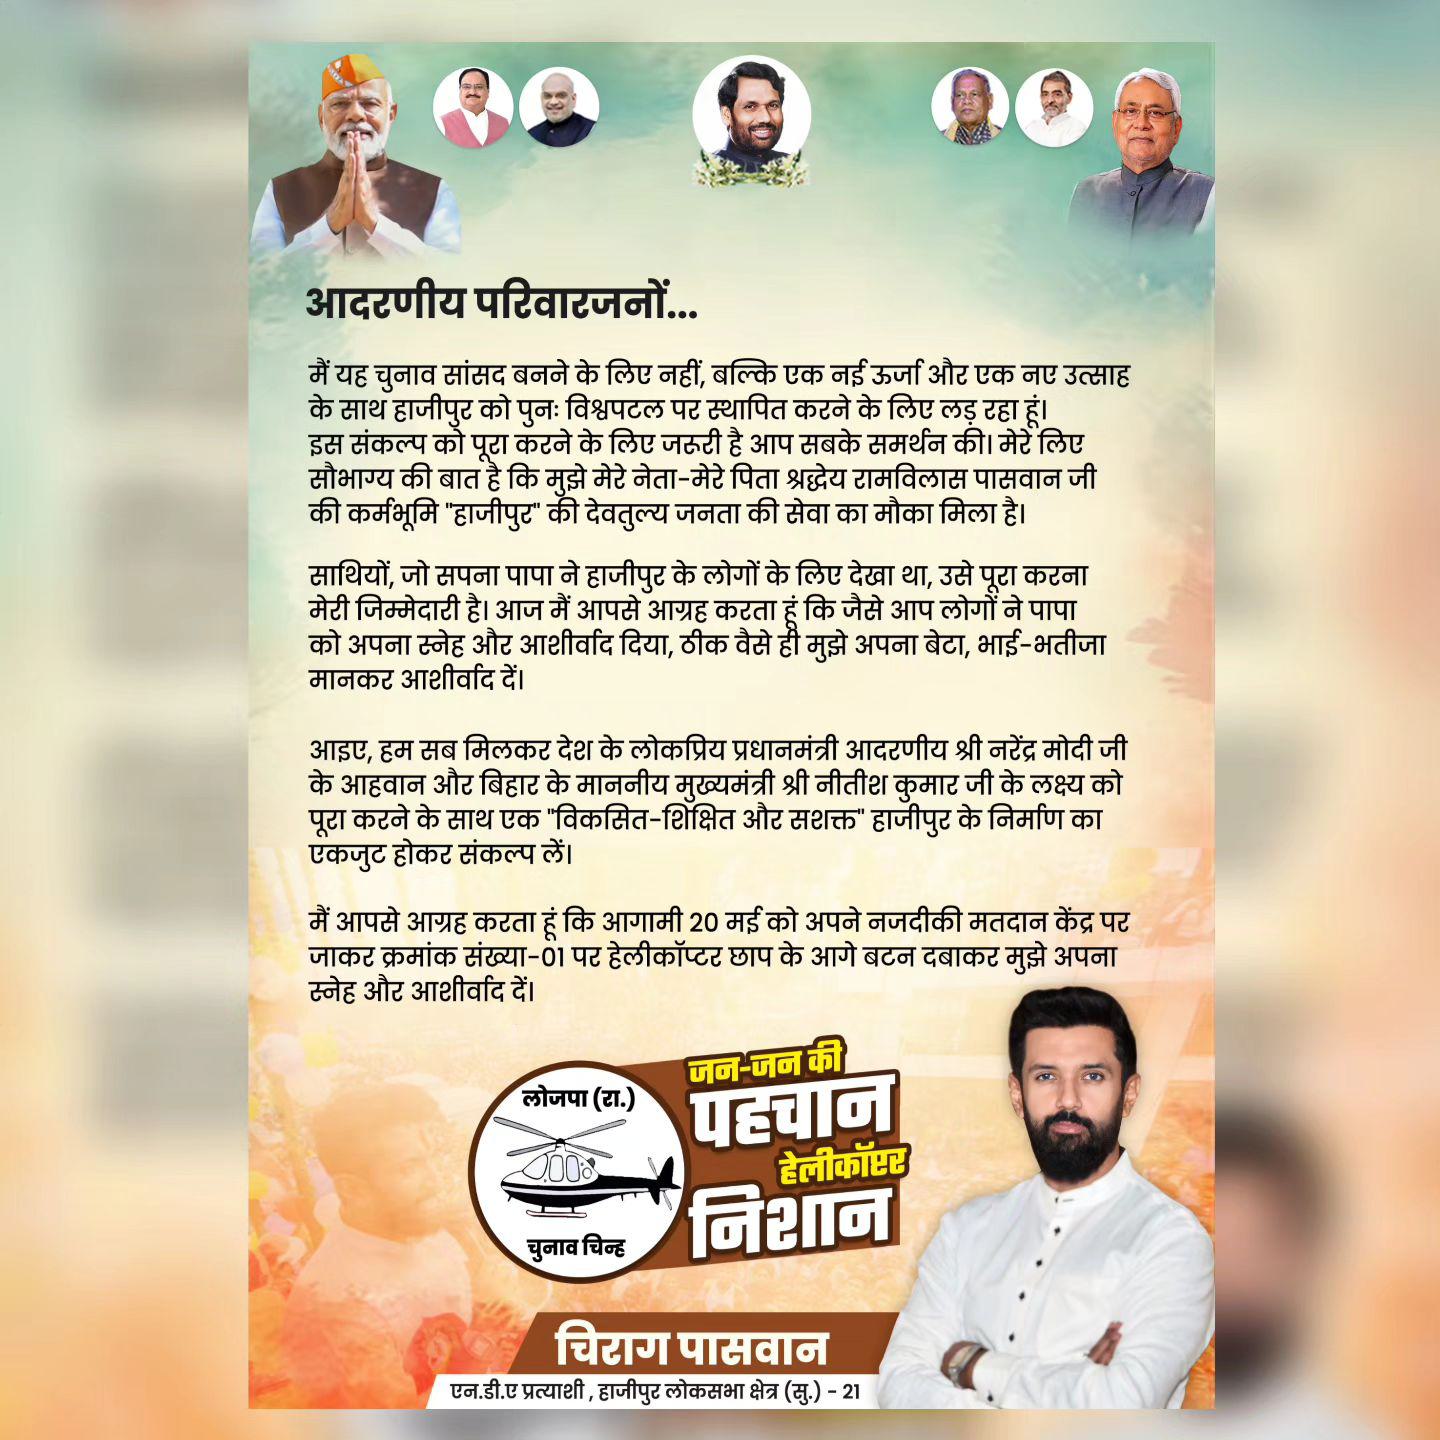 आदरणीय परिवारजनों...
मैं यह चुनाव सांसद बनने के लिए नहीं, बल्कि एक नई ऊर्जा और एक नए उत्साह
के साथ हाजीपुर को पुनः विश्वपटल पर स्थापित करने के लिए लड़ रहा हूं।
इस संकल्प को पूरा करने के लिए जरूरी है आप सबके समर्थन की। मेरे लिए
सौभाग्य की बात है कि मुझे मेरे नेता-मेरे पिता श्रद्धेय रामविलास पासवान जी
की कर्मभूमि "हाजीपुर" की देवतुल्य जनता की सेवा का मौका मिला है।
साथियों, जो सपना पापा ने हाजीपुर के लोगों के लिए देखा था, उसे पूरा करना
मेरी जिम्मेदारी है। आज मैं आपसे आग्रह करता हूं कि जैसे आप लोगों ने पापा
को अपना स्नेह और आशीर्वाद दिया, ठीक वैसे ही मुझे अपना बेटा, भाई-भतीजा
मानकर आशीर्वाद दें।
आइए, हम सब मिलकर देश के लोकप्रिय प्रधानमंत्री आदरणीय श्री नरेंद्र मोदी जी
के आहवान और बिहार के माननीय मुख्यमंत्री श्री नीतीश कुमार जी के लक्ष्य को
पूरा करने के साथ एक "विकसित-शिक्षित और सशक्त" हाजीपुर के निर्माण का
एकजुट होकर संकल्प लें।
मैं आपसे आग्रह करता हूं कि आगामी 20 मई को अपने नजदीकी मतदान केंद्र पर
जाकर क्रमांक संख्या-01 पर हेलीकॉप्टर छाप के आगे बटन दबाकर मुझे अपना
स्नेह और आशीर्वाद दें।
लोजपा (रा.)
चुनाव चिन्ह
जन-जन की
पहचान
हेलीकॉप्टर
निशान
चिराग पासवान
एन.डी.ए प्रत्याशी , हाजीपुर लोकसभा क्षेत्र (सु.) - 21